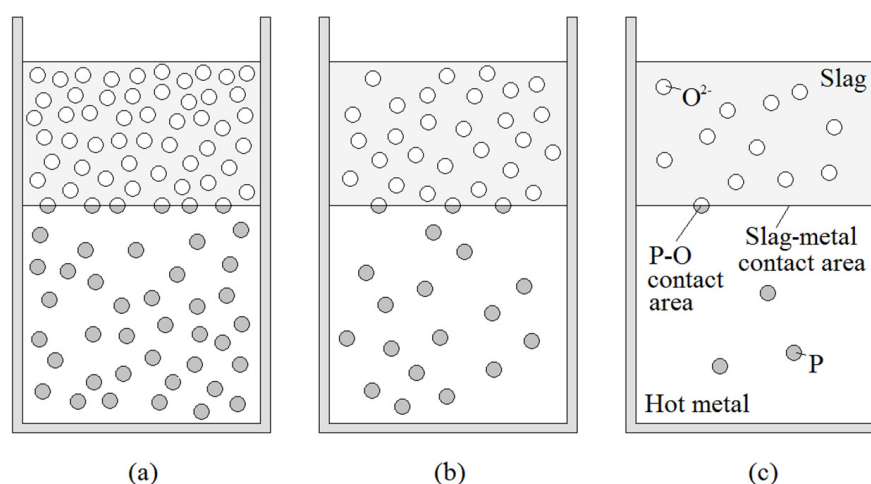 Slag
O²⁻
P-O
contact
area
Slag-metal
contact area
P
Hot metal
(a)
(b)
(c)